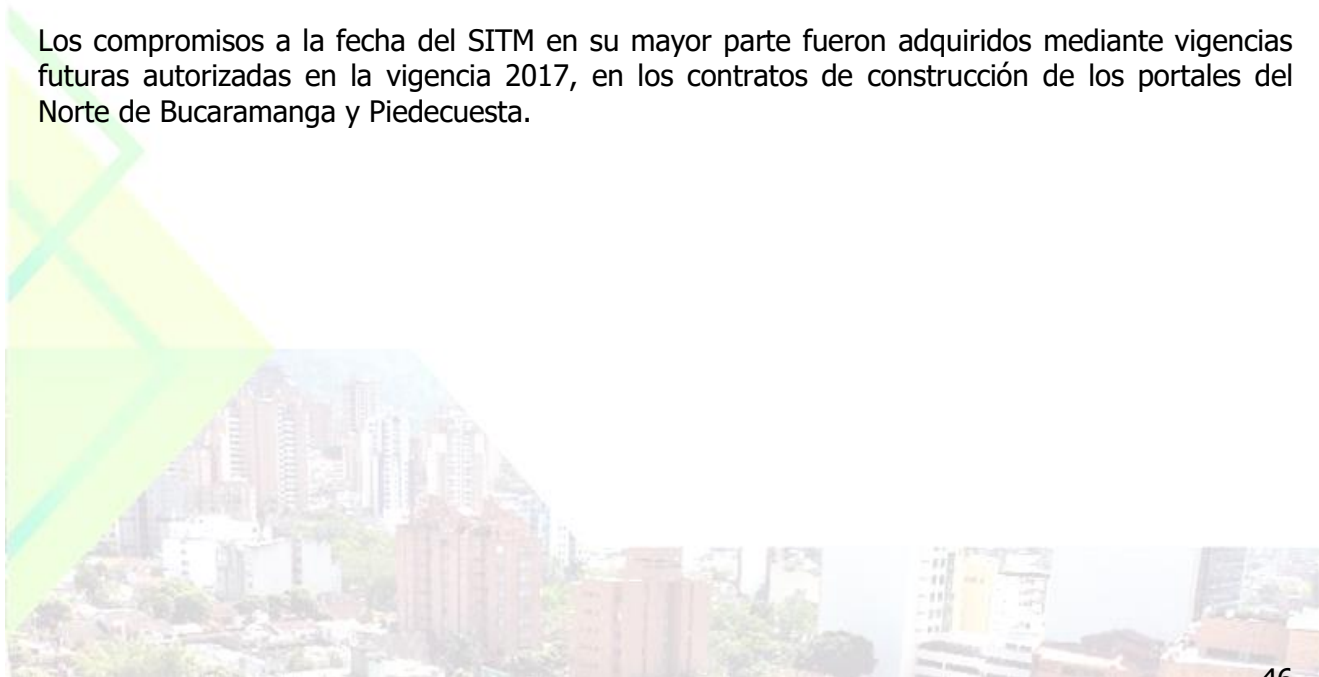 Los compromisos a la fecha del SITM en su mayor parte fueron adquiridos mediante vigencias
futuras autorizadas en la vigencia 2017, en los contratos de construcción de los portales del
Norte de Bucaramanga y Piedecuesta.
46